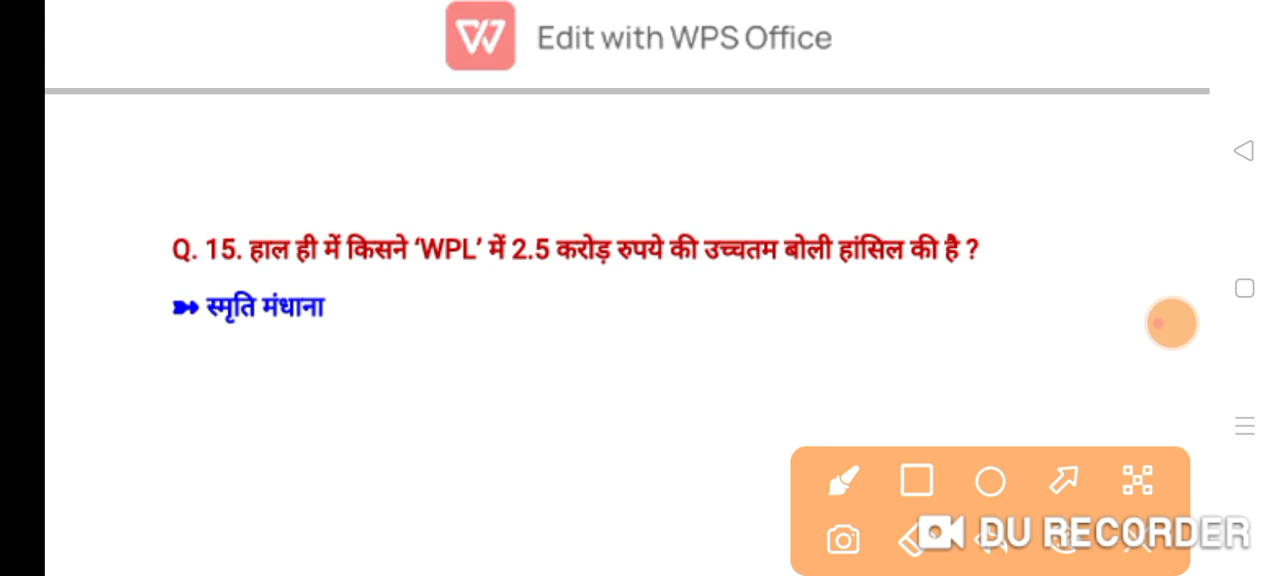 Edit with WPS Office
Q. 15. हाल ही में किसने ‘WPL’ में 2.5 करोड़ रुपये की उच्चतम बोली हांसिल की है ?
➽ स्मृति मंधाना
DU RECORDER